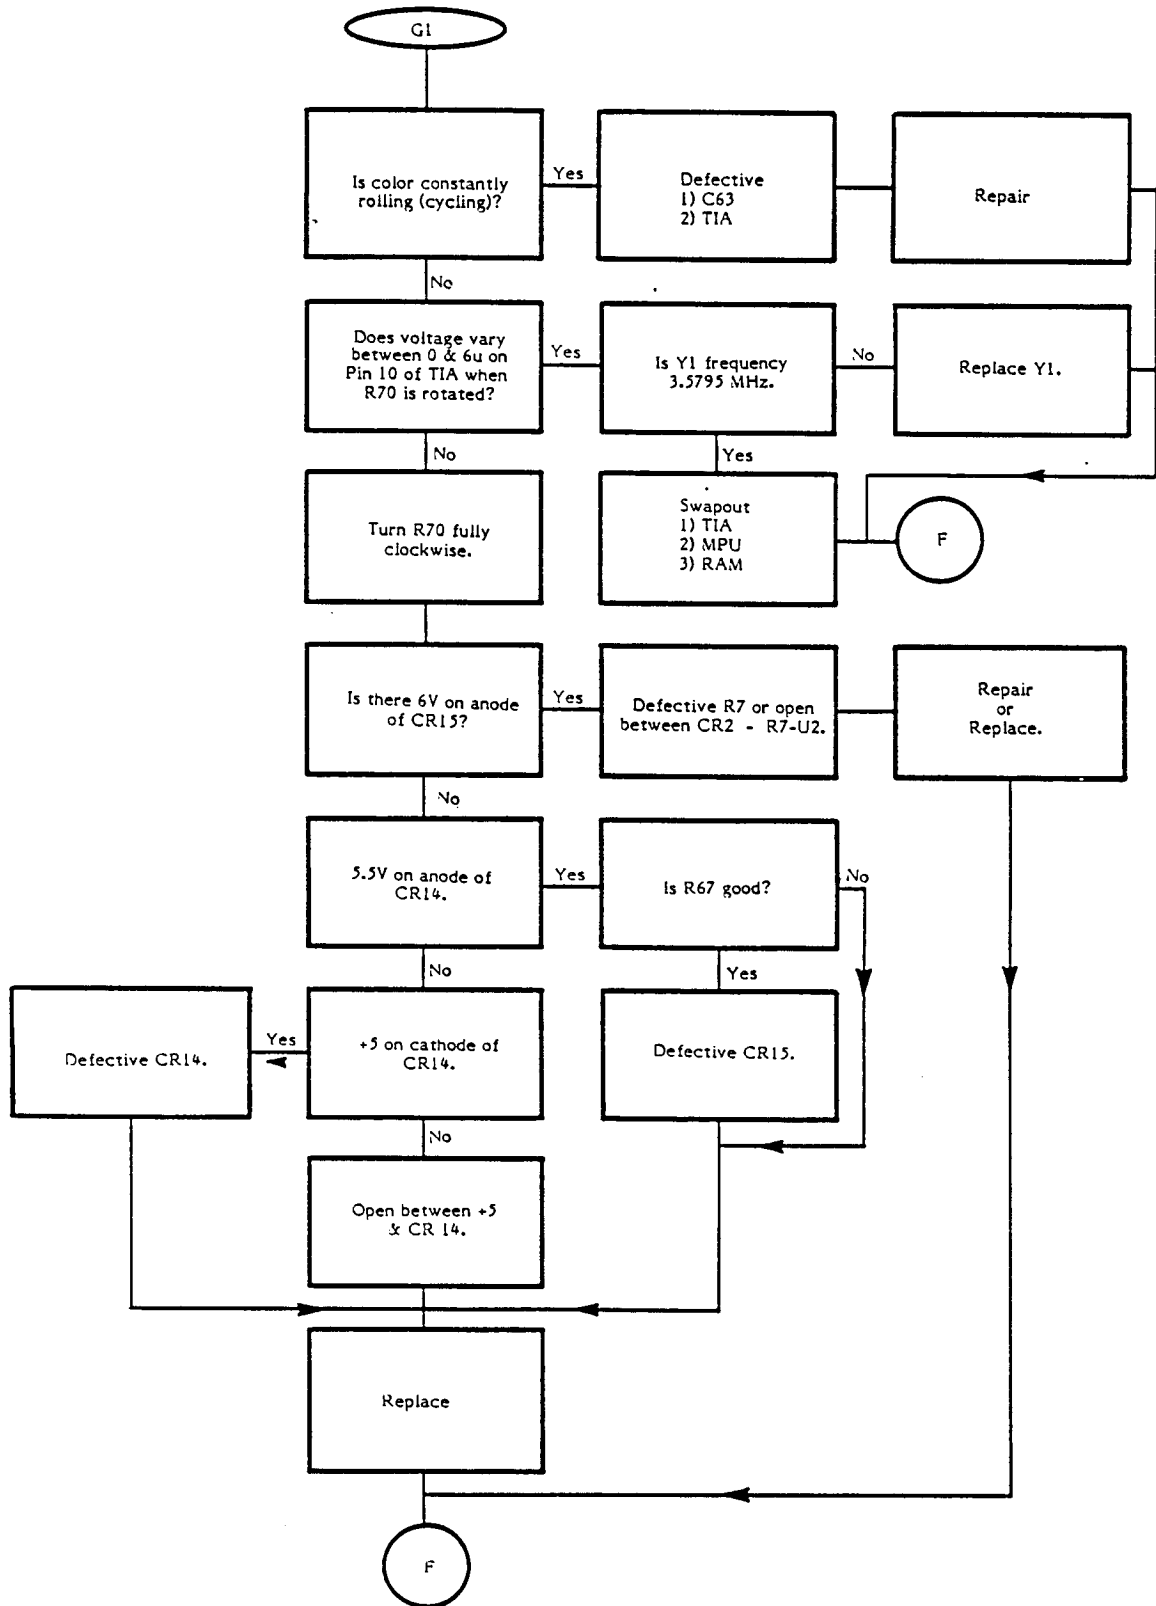 G1
Is color constantly
rolling (cycling)?
Yes
Defective
1) C63
2) TIA
Repair
No
Does voltage vary
between 0 & 6u on
Pin 10 of TIA when
R70 is rotated?
Yes
Is Y1 frequency
3.5795 MHz.
No
Replace Y1.
No
Yes
Turn R70 fully
clockwise.
Swapout
1) TIA
2) MPU
3) RAM
F
Is there 6V on anode
of CR15?
Yes
Defective R7 or open
between CR2 - R7-U2.
Repair
or
Replace.
No
5.5V on anode of
CR14.
Yes
Is R67 good?
No
No
Yes
Defective CR14.
Yes
+5 on cathode of
CR14.
Defective CR15.
No
Open between +5
& CR 14.
Replace
F